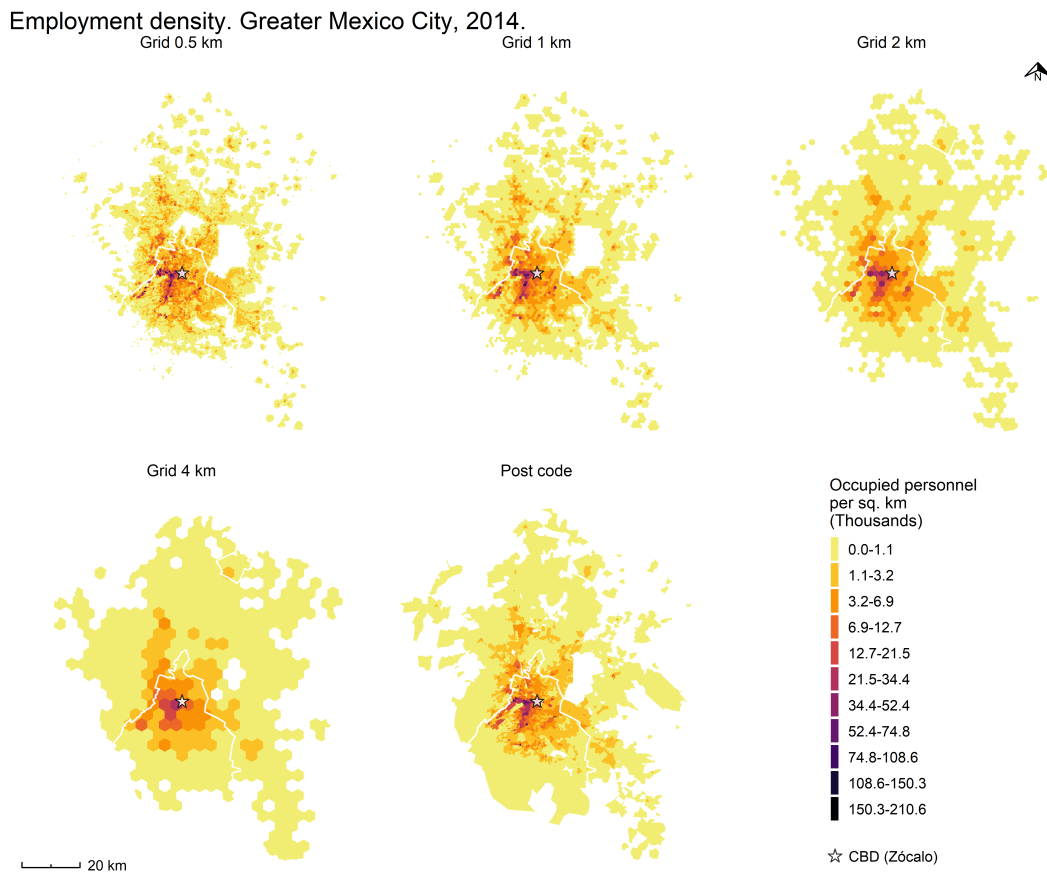 Employment density. Greater Mexico City, 2014.
Grid 0.5 km
Grid 1 km
Grid 2 km
N
Grid 4 km
Post code
Occupied personnel
per sq. km
(Thousands)
0.0-1.1
1.1-3.2
3.2-6.9
6.9-12.7
12.7-21.5
21.5-34.4
34.4-52.4
52.4-74.8
74.8-108.6
108.6-150.3
150.3-210.6
CBD (Zócalo)
20 km